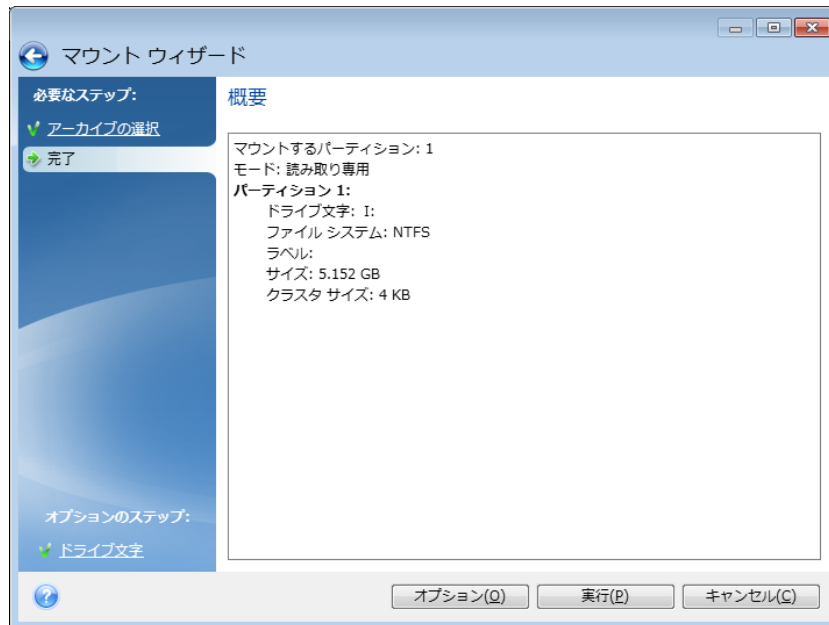 マウント ウィザード
必要なステップ:
アーカイブの選択
完了
オプションのステップ:
ドライブ文字
概要
マウントするパーティション: 1
モード: 読み取り専用
パーティション 1:
ドライブ文字: I:
ファイル システム: NTFS
ラベル:
サイズ: 5.152 GB
クラスタ サイズ: 4 KB
オプション(O)
実行(P)
キャンセル(C)